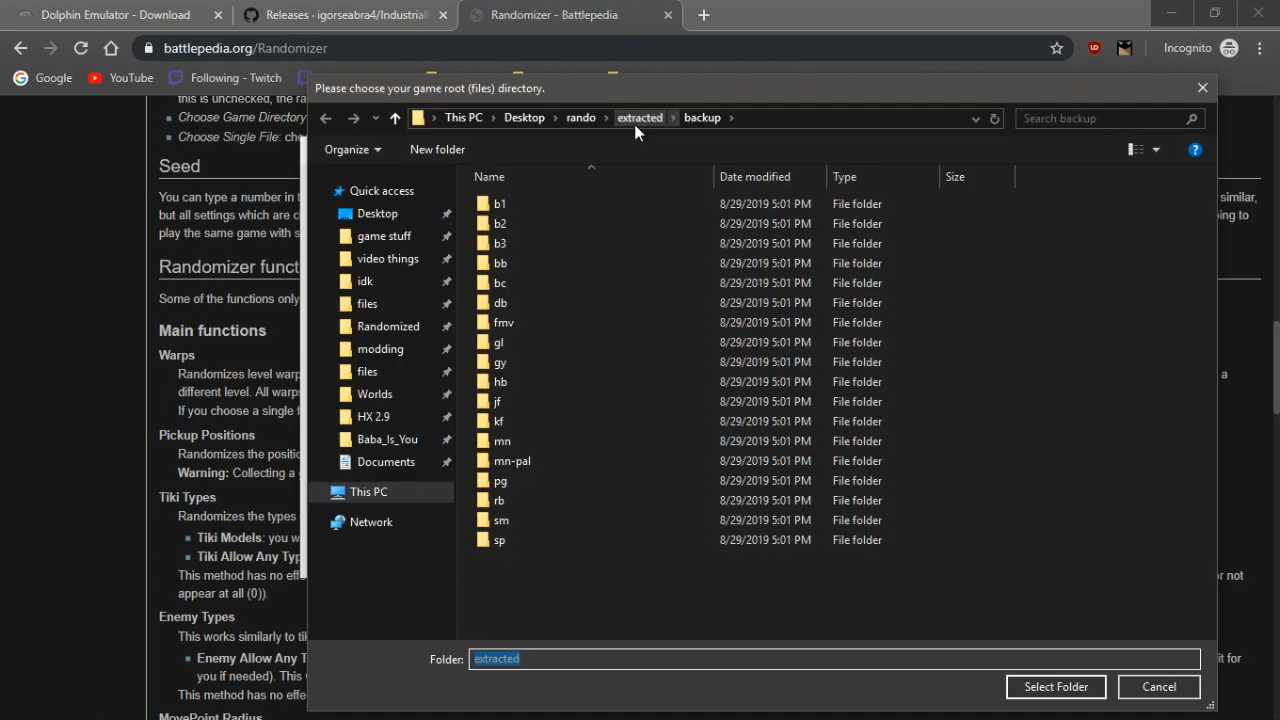 Dolphin Emulator - Download
Releases - igorseabra4/Industrial
Randomizer - Battlepedia
battlepedia.org/Randomizer
Incognito
Google
YouTube
Following - Twitch
this is unchecked, the ra
Choose Game Directory
Choose Single File: che
Seed
You can type a number in t
similar,
but all settings which are c
ing to
play the same game with s
Randomizer funct
Some of the functions only
Main functions
Warps
Randomizes level warp
a
different level. All warps
If you choose a single f
Pickup Positions
Randomizes the positio
Warning: Collecting a g
Tiki Types
Randomizes the types
Tiki Models: you w
Tiki Allow Any Typ
This method has no effe
or not
appear at all (0)).
Enemy Types
This works similarly to tik
Enemy Allow Any T
it for
you if needed). This w
This method has no effe
MovePoint Radius
Please choose your game root (files) directory.
This PC
Desktop
rando
extracted
backup
Search backup
Organize
New folder
Quick access
Desktop
game stuff
video things
idk
files
Randomized
modding
files
Worlds
HX 2.9
Baba_Is_You
Documents
This PC
Network
Name Date modified Type Size
b1 8/29/2019 5:01 PM File folder
b2 8/29/2019 5:01 PM File folder
b3 8/29/2019 5:01 PM File folder
bb 8/29/2019 5:01 PM File folder
bc 8/29/2019 5:01 PM File folder
db 8/29/2019 5:01 PM File folder
fmv 8/29/2019 5:01 PM File folder
gl 8/29/2019 5:01 PM File folder
gy 8/29/2019 5:01 PM File folder
hb 8/29/2019 5:01 PM File folder
jf 8/29/2019 5:01 PM File folder
kf 8/29/2019 5:01 PM File folder
mn 8/29/2019 5:01 PM File folder
mn-pal 8/29/2019 5:01 PM File folder
pg 8/29/2019 5:01 PM File folder
rb 8/29/2019 5:01 PM File folder
sm 8/29/2019 5:01 PM File folder
sp 8/29/2019 5:01 PM File folder
Folder: extracted
Select Folder
Cancel